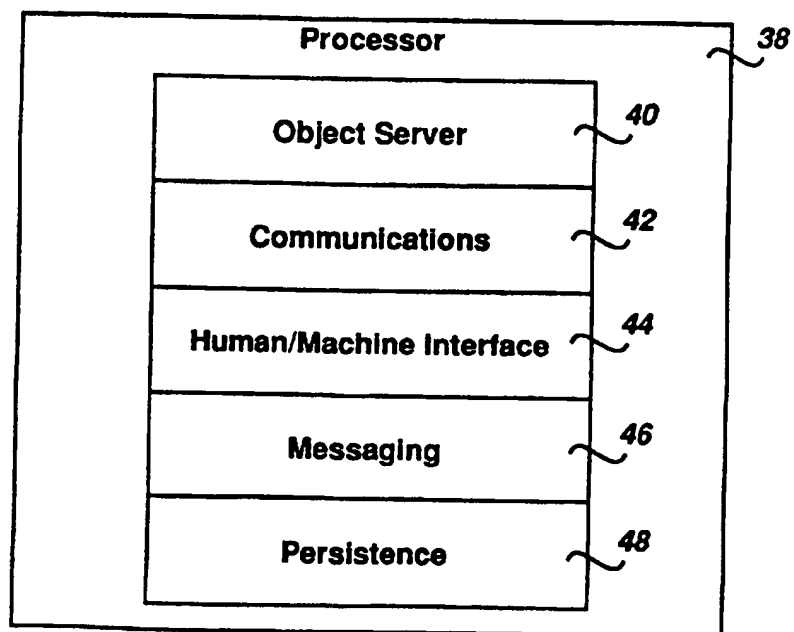 Processor 38
Object Server 40
Communications 42
Human/Machine Interface 44
Messaging 46
Persistence 48